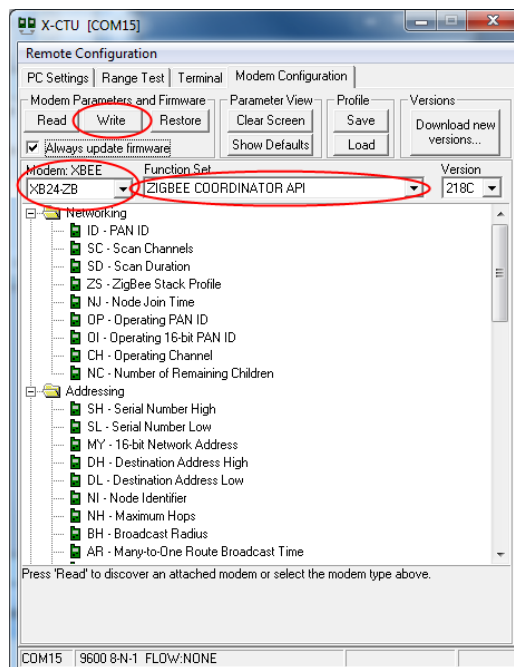 X-CTU [COM15]
Remote Configuration
PC Settings Range Test Terminal Modem Configuration
Modem Parameters and Firmware Parameter View Profile Versions
Read Write Restore Clear Screen Save Download new versions...
Always update firmware Show Defaults Load
Modem: XBEE Function Set Version
XB24-ZB ZIGBEE COORDINATOR API 218C
Networking
ID - PAN ID
SC - Scan Channels
SD - Scan Duration
ZS - ZigBee Stack Profile
NJ - Node Join Time
OP - Operating PAN ID
OI - Operating 16-bit PAN ID
CH - Operating Channel
NC - Number of Remaining Children
Addressing
SH - Serial Number High
SL - Serial Number Low
MY - 16-bit Network Address
DH - Destination Address High
DL - Destination Address Low
NI - Node Identifier
NH - Maximum Hops
BH - Broadcast Radius
AR - Many-to-One Route Broadcast Time
Press 'Read' to discover an attached modem or select the modem type above.
COM15 9600 8-N-1 FLOW:NONE